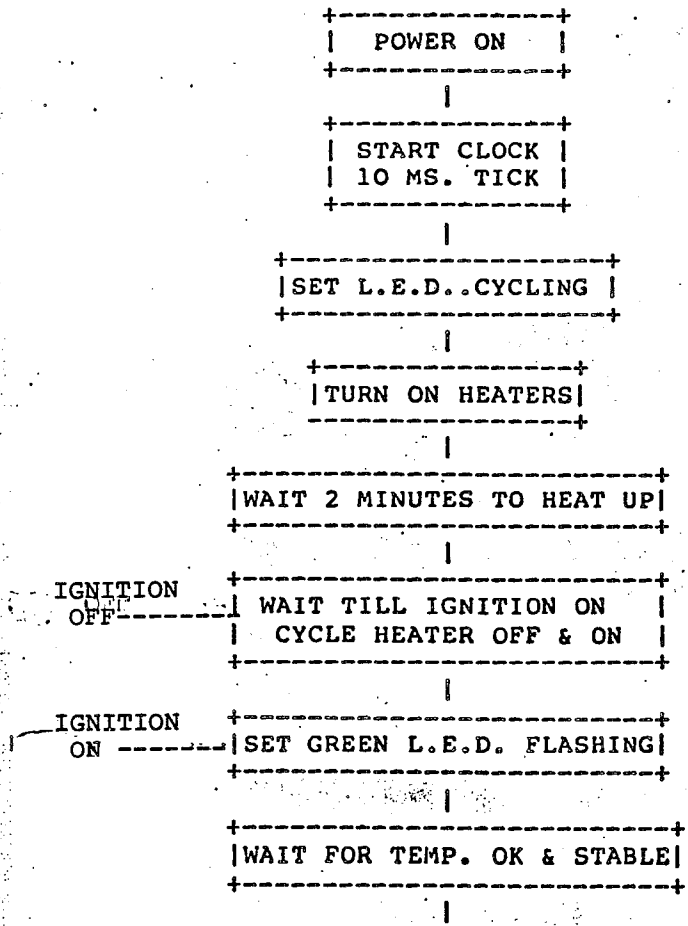 POWER ON
START CLOCK
10 MS. TICK
SET L.E.D. CYCLING
TURN ON HEATERS
WAIT 2 MINUTES TO HEAT UP
IGNITION
OFF
WAIT TILL IGNITION ON
CYCLE HEATER OFF & ON
IGNITION
ON
SET GREEN L.E.D. FLASHING
WAIT FOR TEMP. OK & STABLE